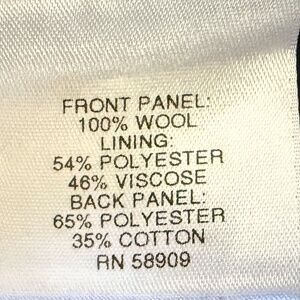 FRONT PANEL:
100% WOOL
LINING:
54% POLYESTER
46% VISCOSE
BACK PANEL:
65% POLYESTER
35% COTTON
RN 58909